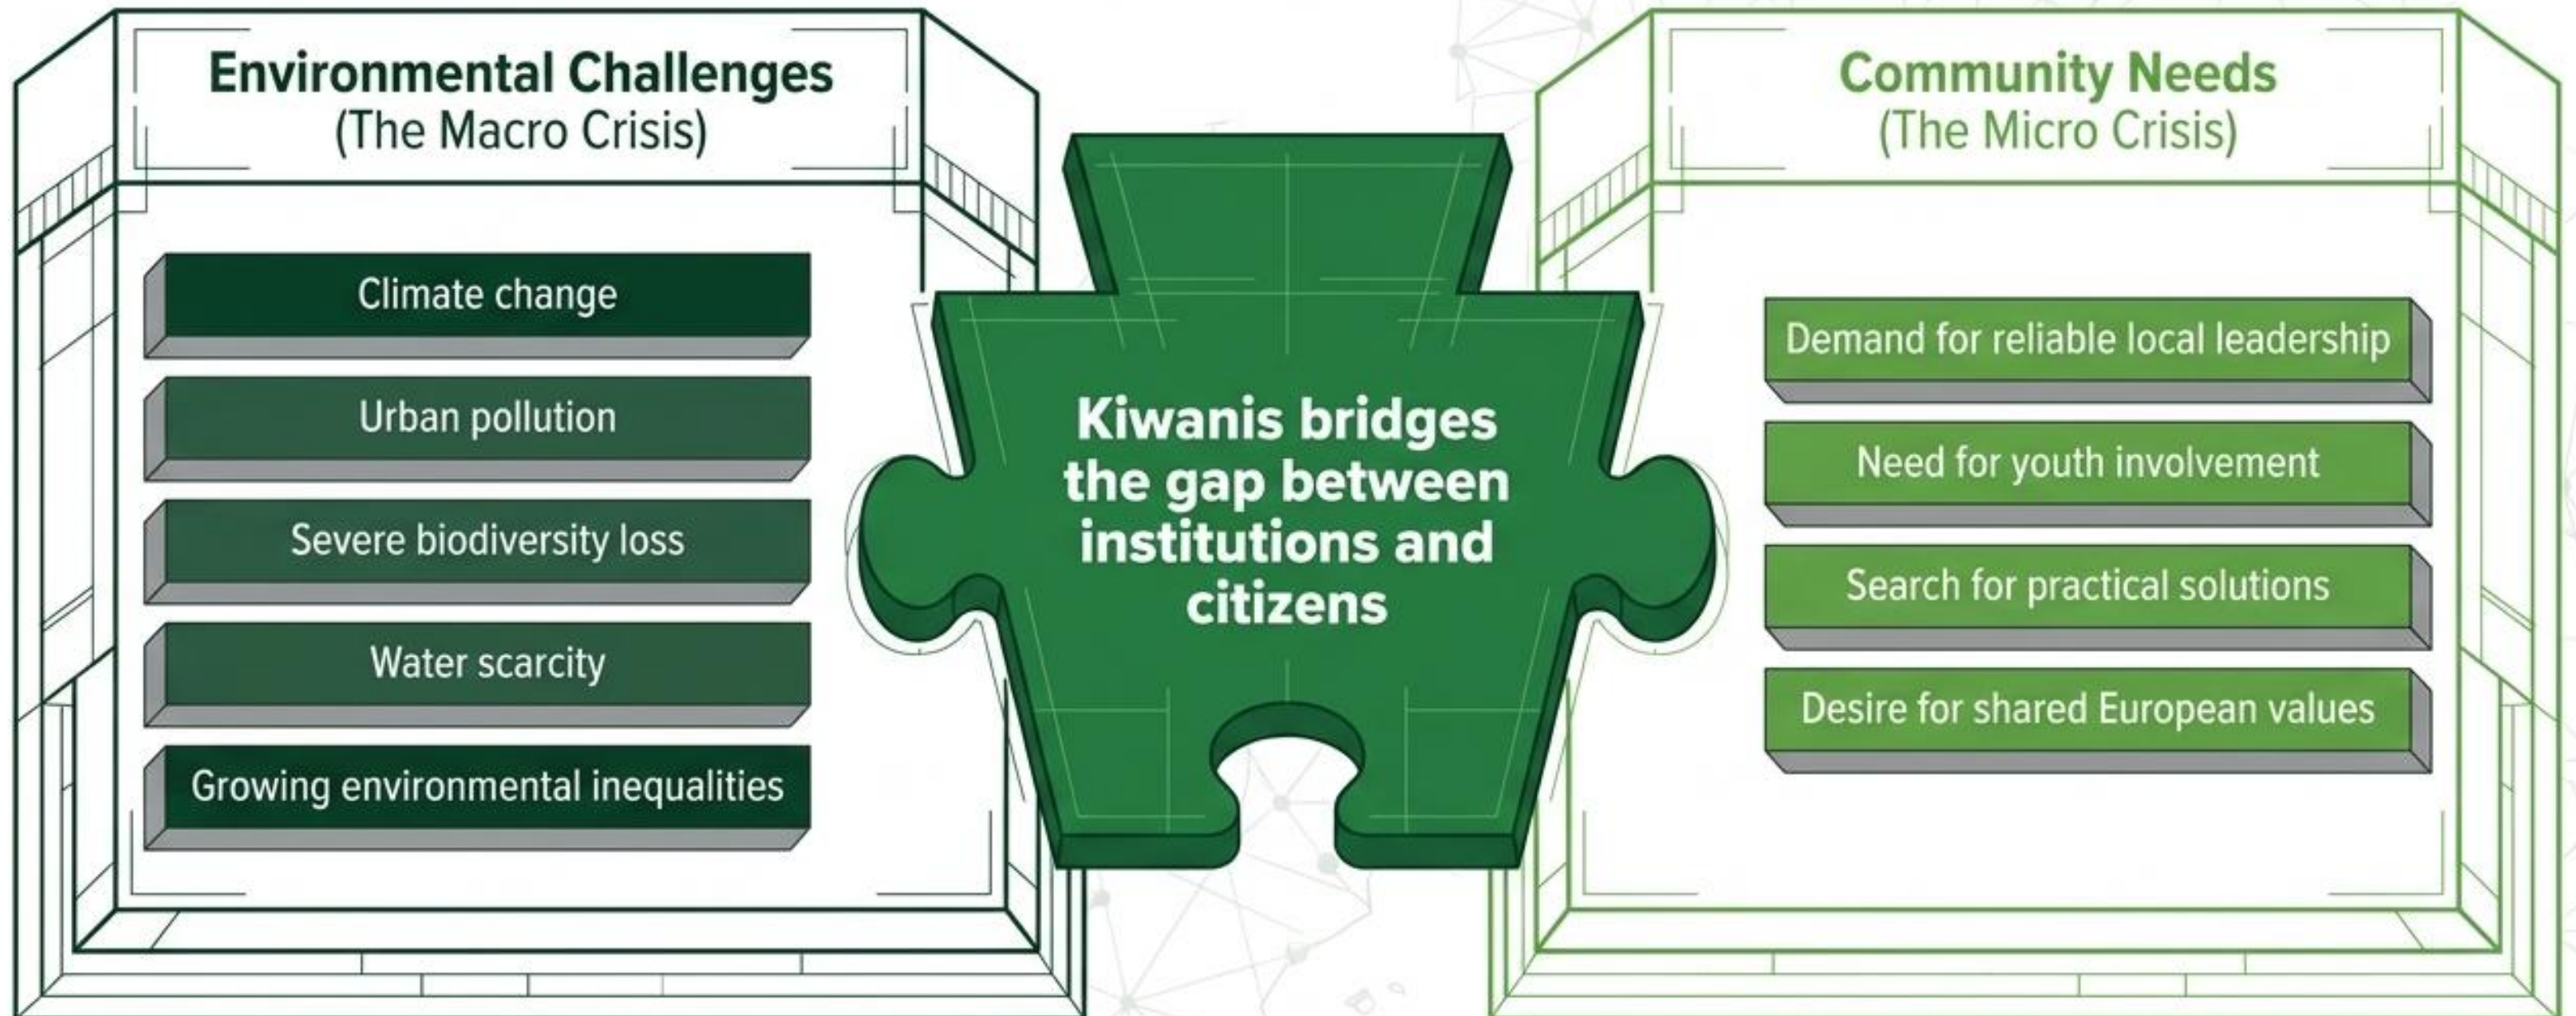 Environmental Challenges
(The Macro Crisis)
Climate change
Urban pollution
Severe biodiversity loss
Water scarcity
Growing environmental inequalities
Kiwanis bridges
the gap between
institutions and
citizens
Community Needs
(The Micro Crisis)
Demand for reliable local leadership
Need for youth involvement
Search for practical solutions
Desire for shared European values